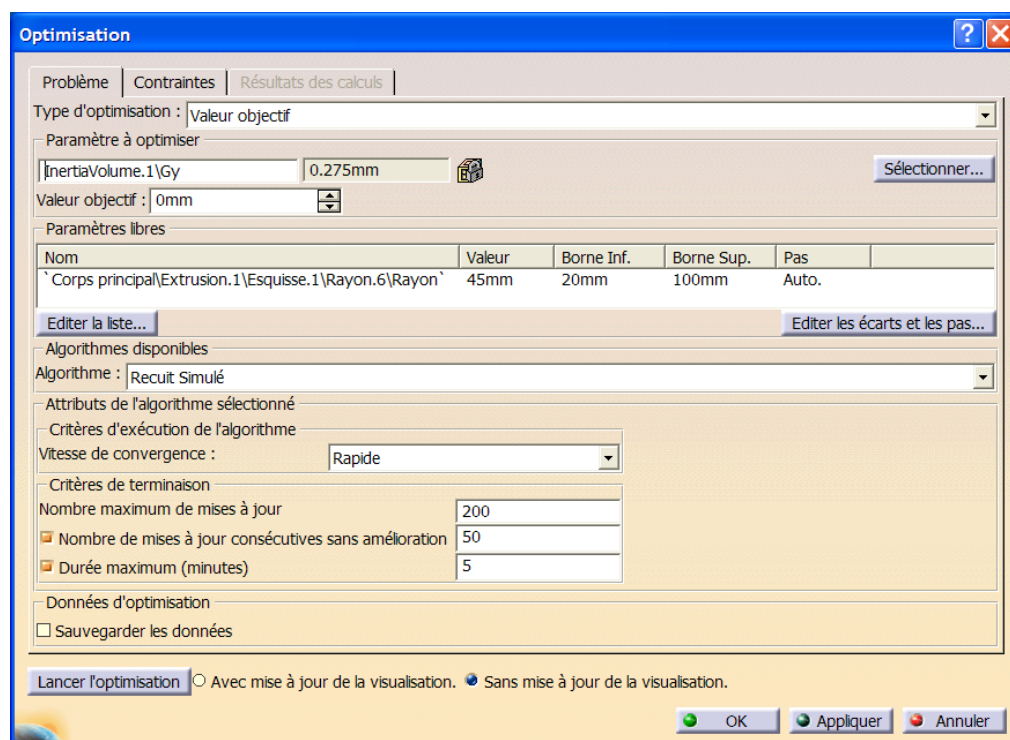 Optimisation
Problème Contraintes Résultats des calculs
Type d'optimisation : Valeur objectif
Paramètre à optimiser
InertiaVolume.1\Gy 0.275mm Sélectionner...
Valeur objectif : 0mm
Paramètres libres
Nom Valeur Borne Inf. Borne Sup. Pas
`Corps principal\Extrusion.1\Esquisse.1\Rayon.6\Rayon` 45mm 20mm 100mm Auto.
Editer la liste... Editer les écarts et les pas...
Algorithmes disponibles
Algorithme : Recuit Simulé
Attributs de l'algorithme sélectionné
Critères d'exécution de l'algorithme
Vitesse de convergence : Rapide
Critères de terminaison
Nombre maximum de mises à jour 200
Nombre de mises à jour consécutives sans amélioration 50
Durée maximum (minutes) 5
Données d'optimisation
Sauvegarder les données
Lancer l'optimisation Avec mise à jour de la visualisation. Sans mise à jour de la visualisation.
OK Appliquer Annuler